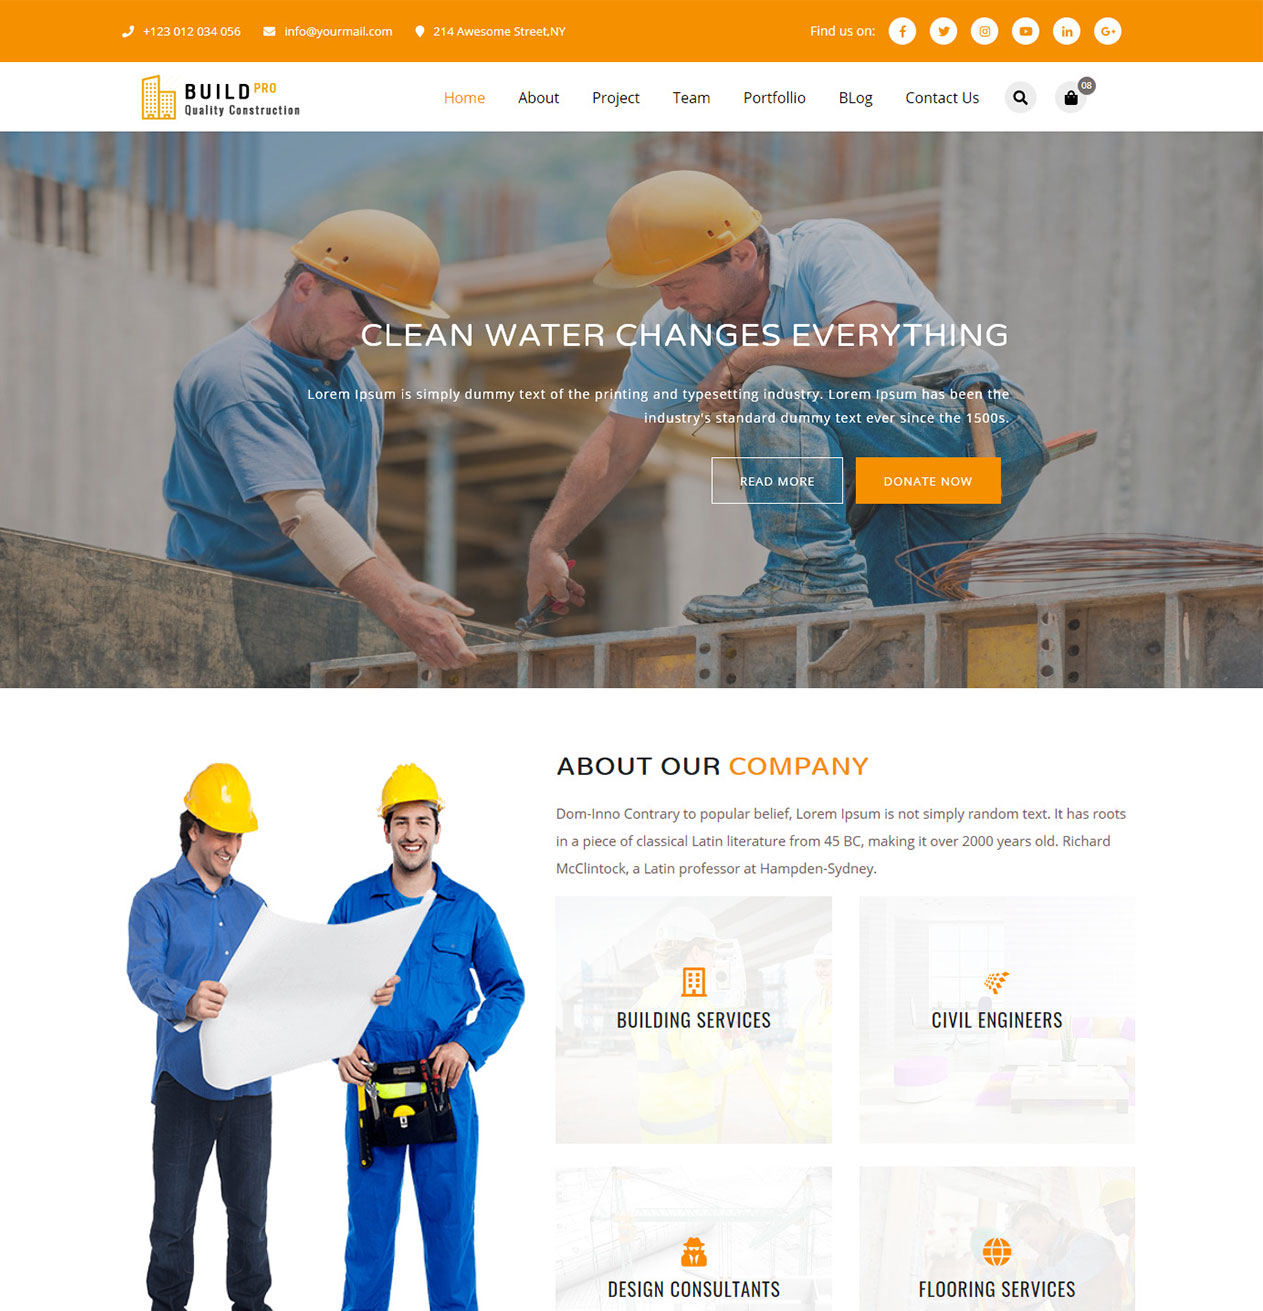 +123 012 034 056 info@yourmail.com 214 Awesome Street,NY Find us on:
BUILD PRO
Quality Construction
Home About Project Team Portfollio BLog Contact Us 08
CLEAN WATER CHANGES EVERYTHING
Lorem Ipsum is simply dummy text of the printing and typesetting industry. Lorem Ipsum has been the
industry's standard dummy text ever since the 1500s.
READ MORE DONATE NOW
ABOUT OUR COMPANY
Dom-Inno Contrary to popular belief, Lorem Ipsum is not simply random text. It has roots
in a piece of classical Latin literature from 45 BC, making it over 2000 years old. Richard
McClintock, a Latin professor at Hampden-Sydney.
BUILDING SERVICES CIVIL ENGINEERS
DESIGN CONSULTANTS FLOORING SERVICES